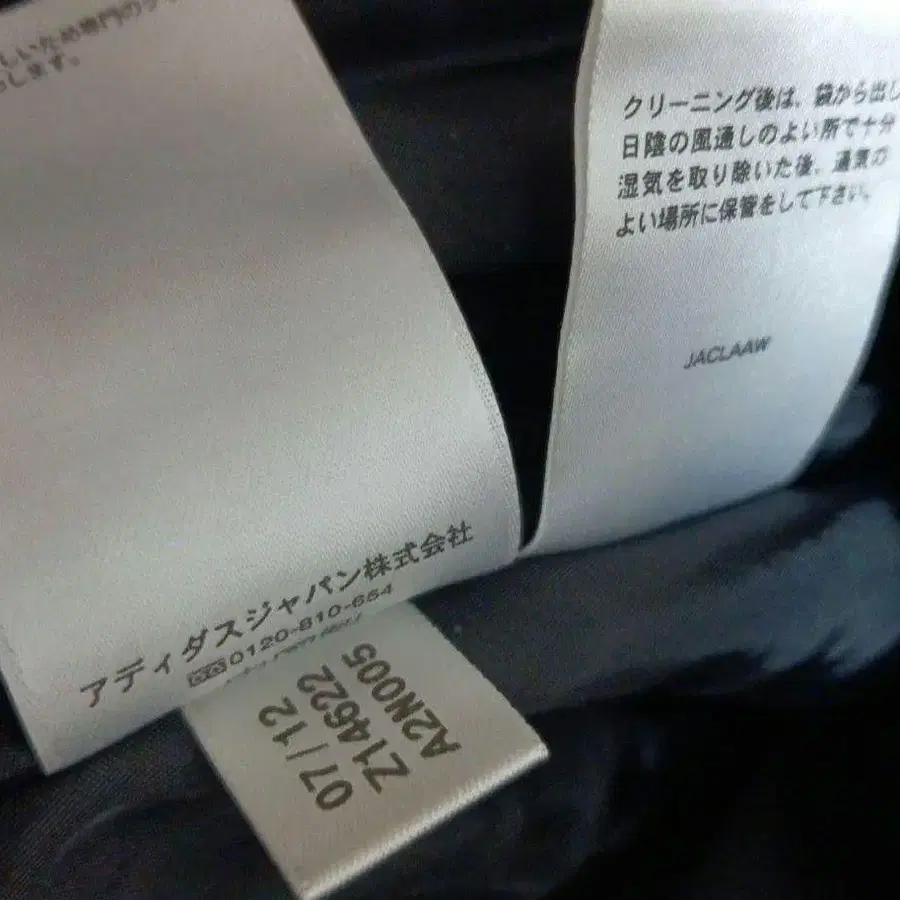 しいため専門の
します。
アディダスジャパン株式会社
0120-810-654
07/12
Z14622
A2N005
クリーニング後は、袋から出し
日陰の風通しのよい所で十分
湿気を取り除いた後、通気の
よい場所に保管をして下さい。
JACLAAW